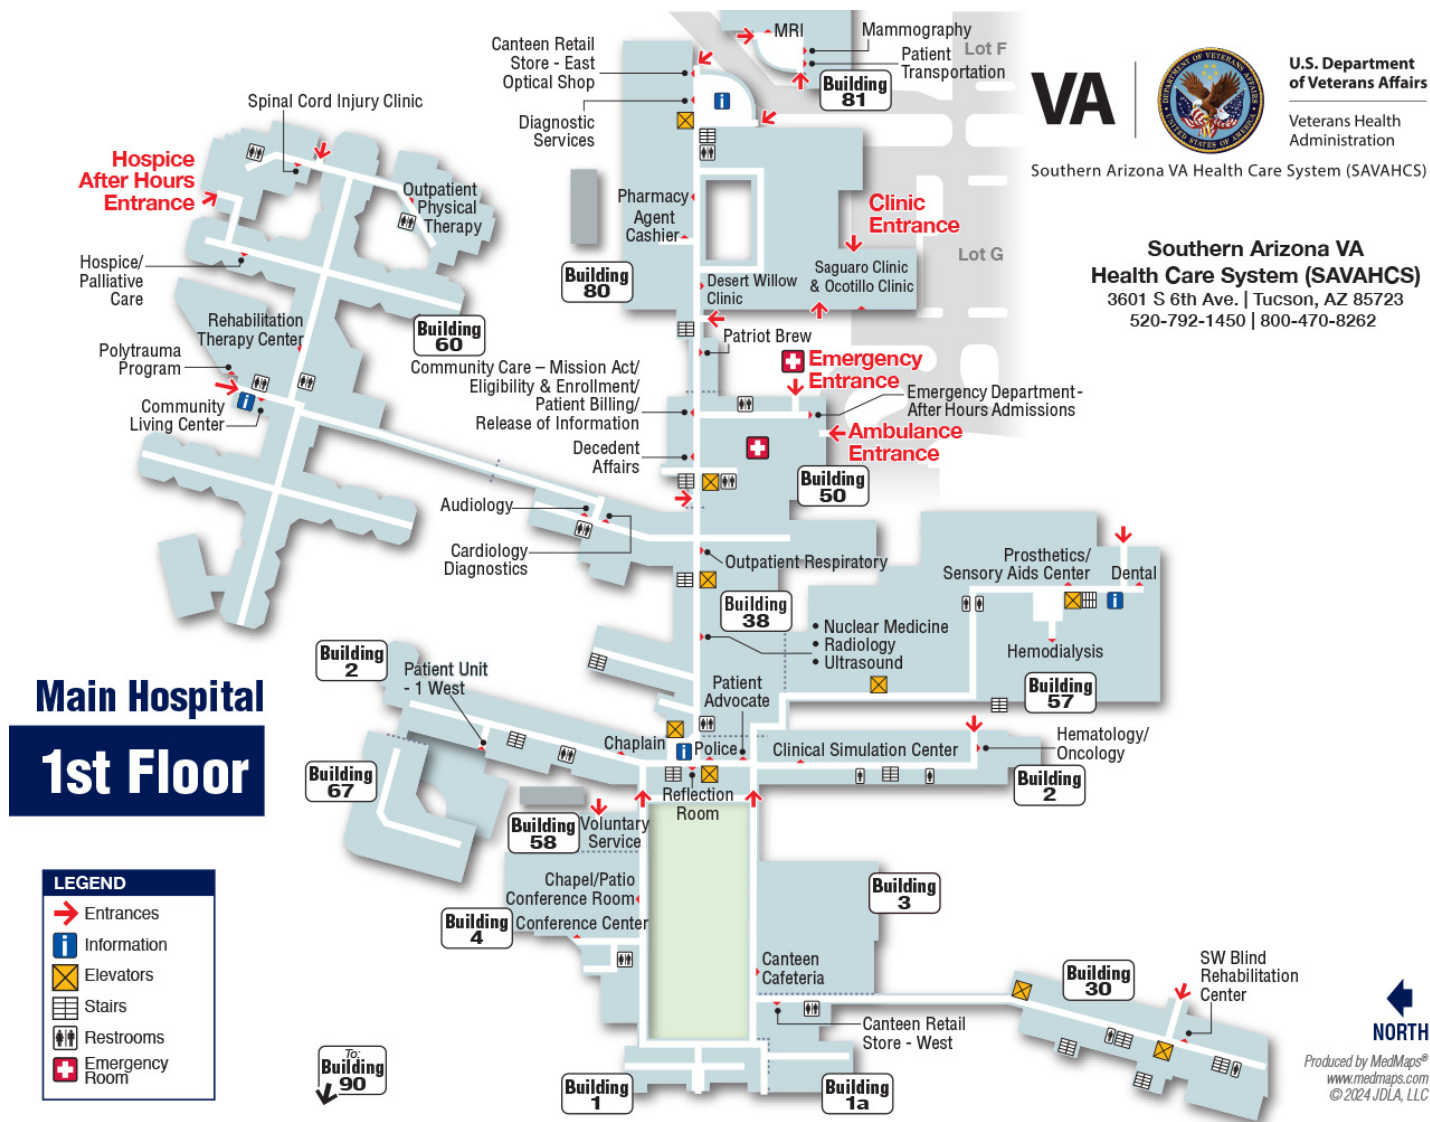 Canteen Retail
Store - East
Optical Shop
Diagnostic
Services
MRI
Mammography
Patient
Transportation
Building
81
Lot F
VA
DEPARTMENT OF VETERANS AFFAIRS
UNITED STATES OF AMERICA
U.S. Department
of Veterans Affairs
Veterans Health
Administration
Southern Arizona VA Health Care System (SAVAHCS)
Southern Arizona VA
Health Care System (SAVAHCS)
3601 S 6th Ave. | Tucson, AZ 85723
520-792-1450 | 800-470-8262
Spinal Cord Injury Clinic
Hospice
After Hours
Entrance
Outpatient
Physical
Therapy
Hospice/
Palliative
Care
Rehabilitation
Therapy Center
Polytrauma
Program
Community
Living Center
Building
60
Pharmacy
Agent
Cashier
Building
80
Clinic
Entrance
Lot G
Saguaro Clinic
& Ocotillo Clinic
Desert Willow
Clinic
Patriot Brew
Community Care – Mission Act/
Eligibility & Enrollment/
Patient Billing/
Release of Information
Emergency
Entrance
Emergency Department-
After Hours Admissions
Ambulance
Entrance
Decedent
Affairs
Building
50
Audiology
Cardiology
Diagnostics
Outpatient Respiratory
Building
38
• Nuclear Medicine
• Radiology
• Ultrasound
Prosthetics/
Sensory Aids Center
Dental
Hemodialysis
Building
57
Building
2
Patient Unit
- 1 West
Patient
Advocate
Chaplain
Police
Clinical Simulation Center
Hematology/
Oncology
Building
2
Building
67
Reflection
Room
Building
58
Voluntary
Service
Chapel/Patio
Conference Room
Building
4
Conference Center
Building
3
Canteen
Cafeteria
Canteen Retail
Store - West
Building
30
SW Blind
Rehabilitation
Center
Building
1
Building
1a
To:
Building
90
Main Hospital
1st Floor
LEGEND
Entrances
Information
Elevators
Stairs
Restrooms
Emergency
Room
NORTH
Produced by MedMaps®
www.medmaps.com
© 2024 JDLA, LLC